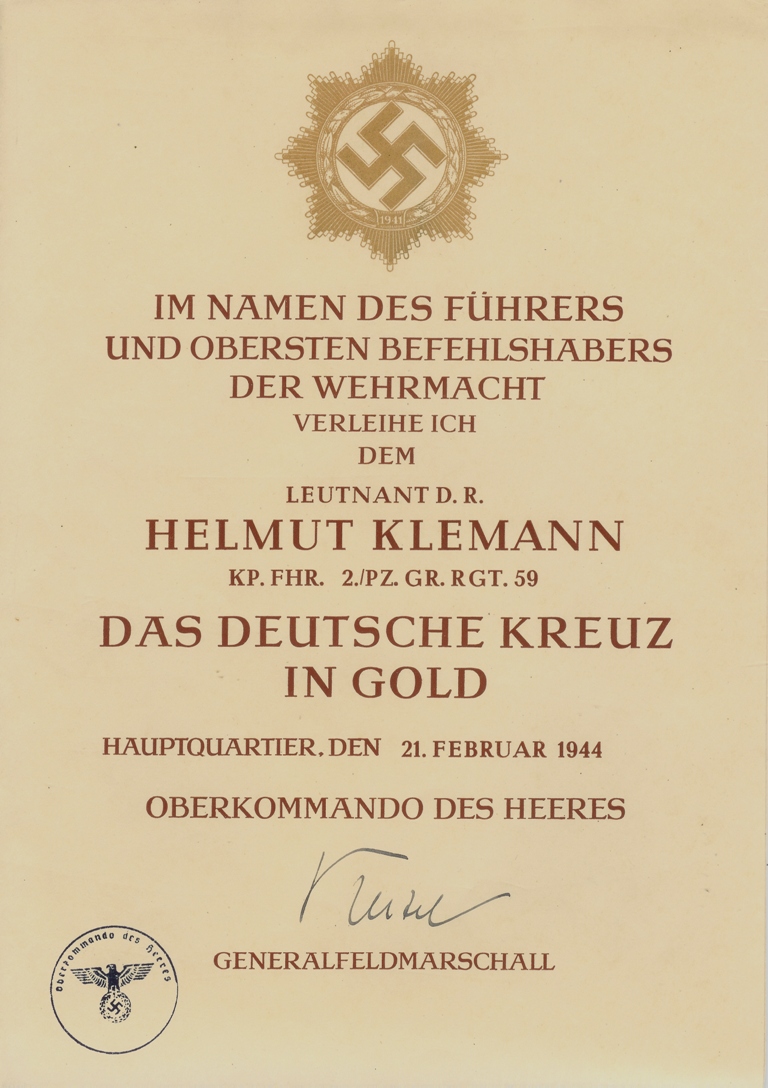 1941
IM NAMEN DES FÜHRERS
UND OBERSTEN BEFEHLSHABERS
DER WEHRMACHT
VERLEIHE ICH
DEM
LEUTNANT D. R.
HELMUT KLEMANN
KP. FHR. 2./PZ. GR. RGT. 59
DAS DEUTSCHE KREUZ
IN GOLD
HAUPTQUARTIER, DEN 21. FEBRUAR 1944
OBERKOMMANDO DES HEERES
Keitel
GENERALFELDMARSCHALL
Oberkommando des Heeres